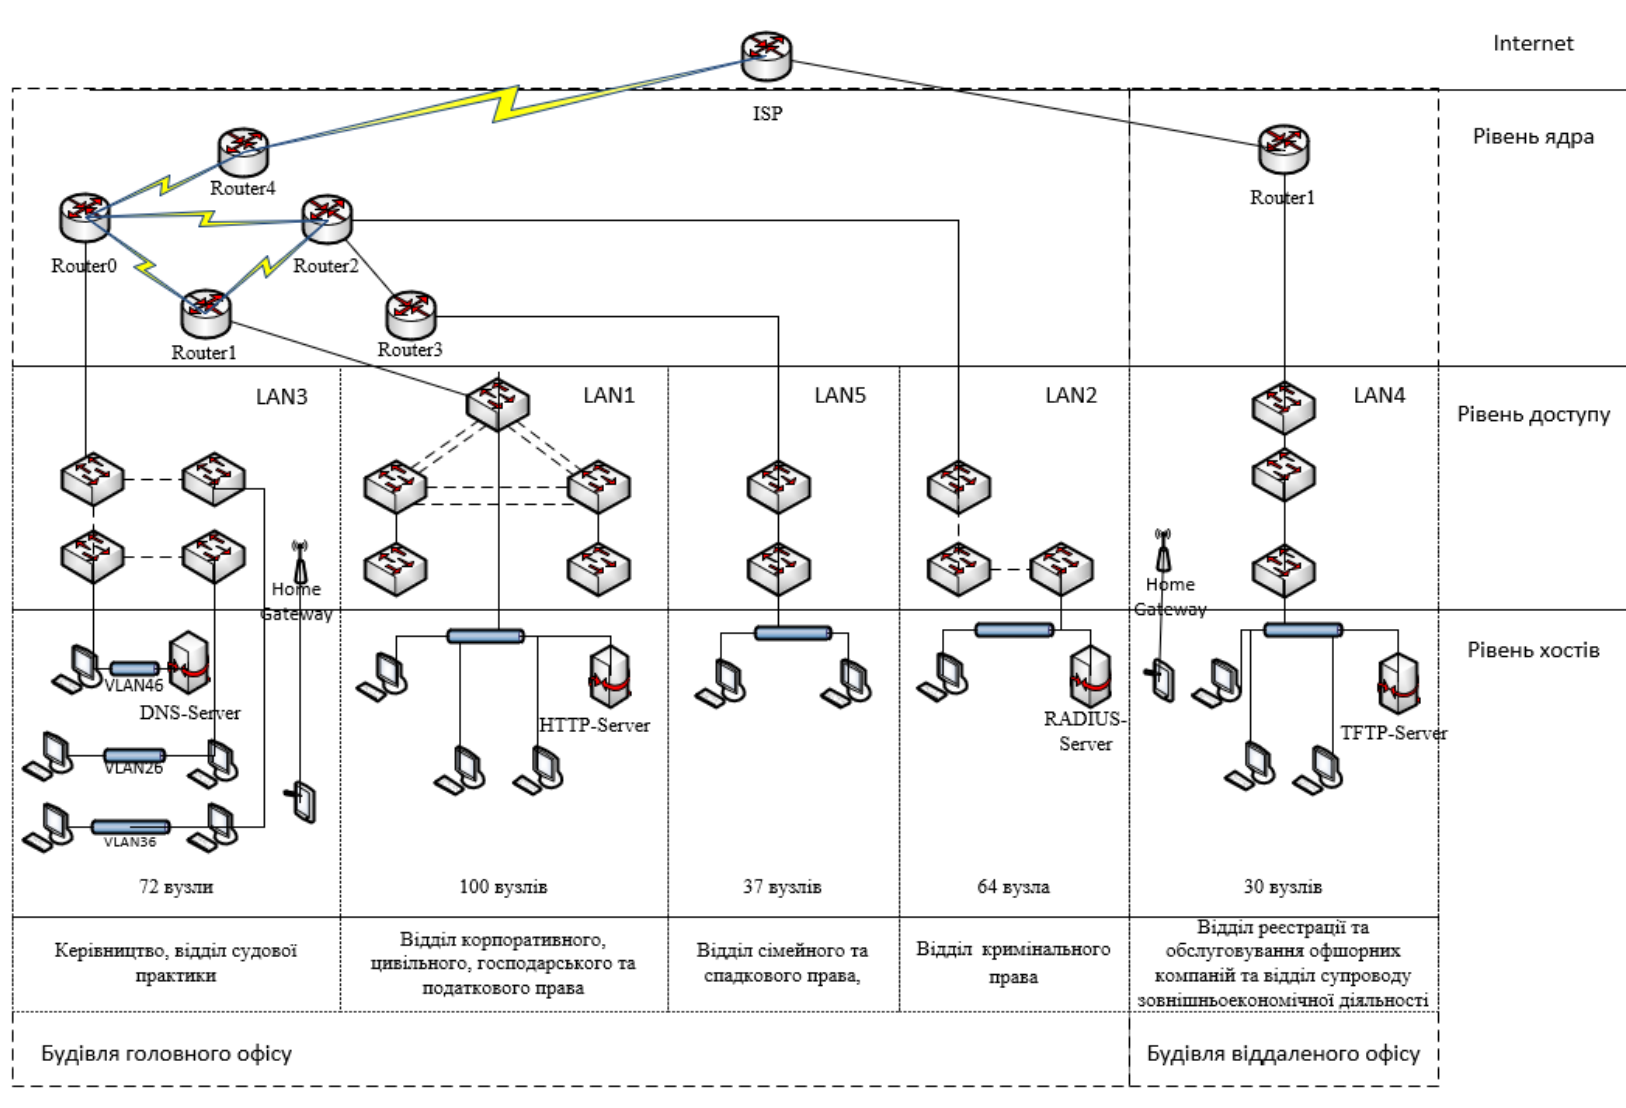 Internet
ISP
Рівень ядра
Router4
Router1
Router0
Router2
Router1
Router3
LAN3
LAN1
LAN5
LAN2
LAN4
Рівень доступу
Home
Gateway
Home
Gateway
Рівень хостів
VLAN46
DNS-Server
HTTP-Server
RADIUS-
Server
TFTP-Server
VLAN26
VLAN36
72 вузли
100 вузлів
37 вузлів
64 вузла
30 вузлів
Керівництво, відділ судової
практики
Відділ корпоративного,
цивільного, господарського та
податкового права
Відділ сімейного та
спадкового права,
Відділ кримінального
права
Відділ реєстрації та
обслуговування офшорних
компаній та відділ супроводу
зовнішньоекономічної діяльності
Будівля головного офісу
Будівля віддаленого офісу